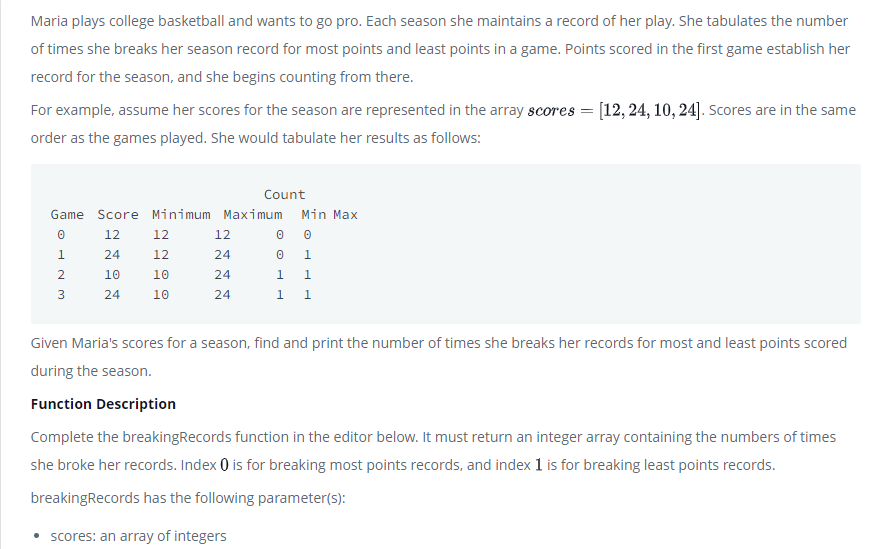 Maria plays college basketball and wants to go pro. Each season she maintains a record of her play. She tabulates the number
of times she breaks her season record for most points and least points in a game. Points scored in the first game establish her
record for the season, and she begins counting from there.
For example, assume her scores for the season are represented in the array scores = [12, 24, 10, 24]. Scores are in the same
order as the games played. She would tabulate her results as follows:
Count
Game Score Minimum Maximum Min Max
0 12 12 12 0 0
1 24 12 24 0 1
2 10 10 24 1 1
3 24 10 24 1 1
Given Maria's scores for a season, find and print the number of times she breaks her records for most and least points scored
during the season.
Function Description
Complete the breakingRecords function in the editor below. It must return an integer array containing the numbers of times
she broke her records. Index 0 is for breaking most points records, and index 1 is for breaking least points records.
breakingRecords has the following parameter(s):
• scores: an array of integers